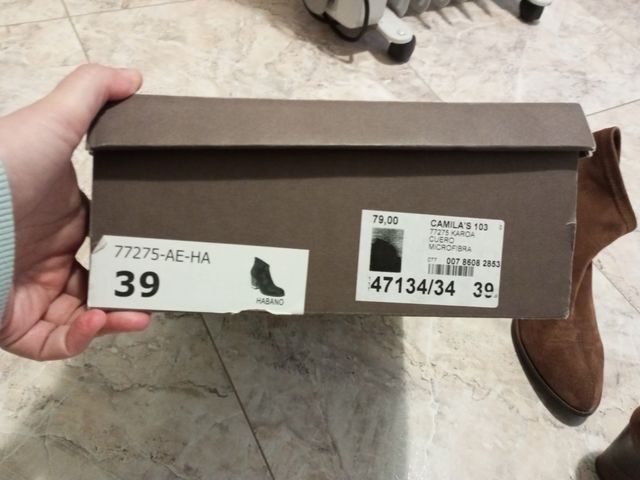 77275-AE-HA
39
HABANO
79,00 CAMILA'S 103
77275 KAROA
CUERO
MICROFIBRA
077 007 8608 2853
47134/34 39